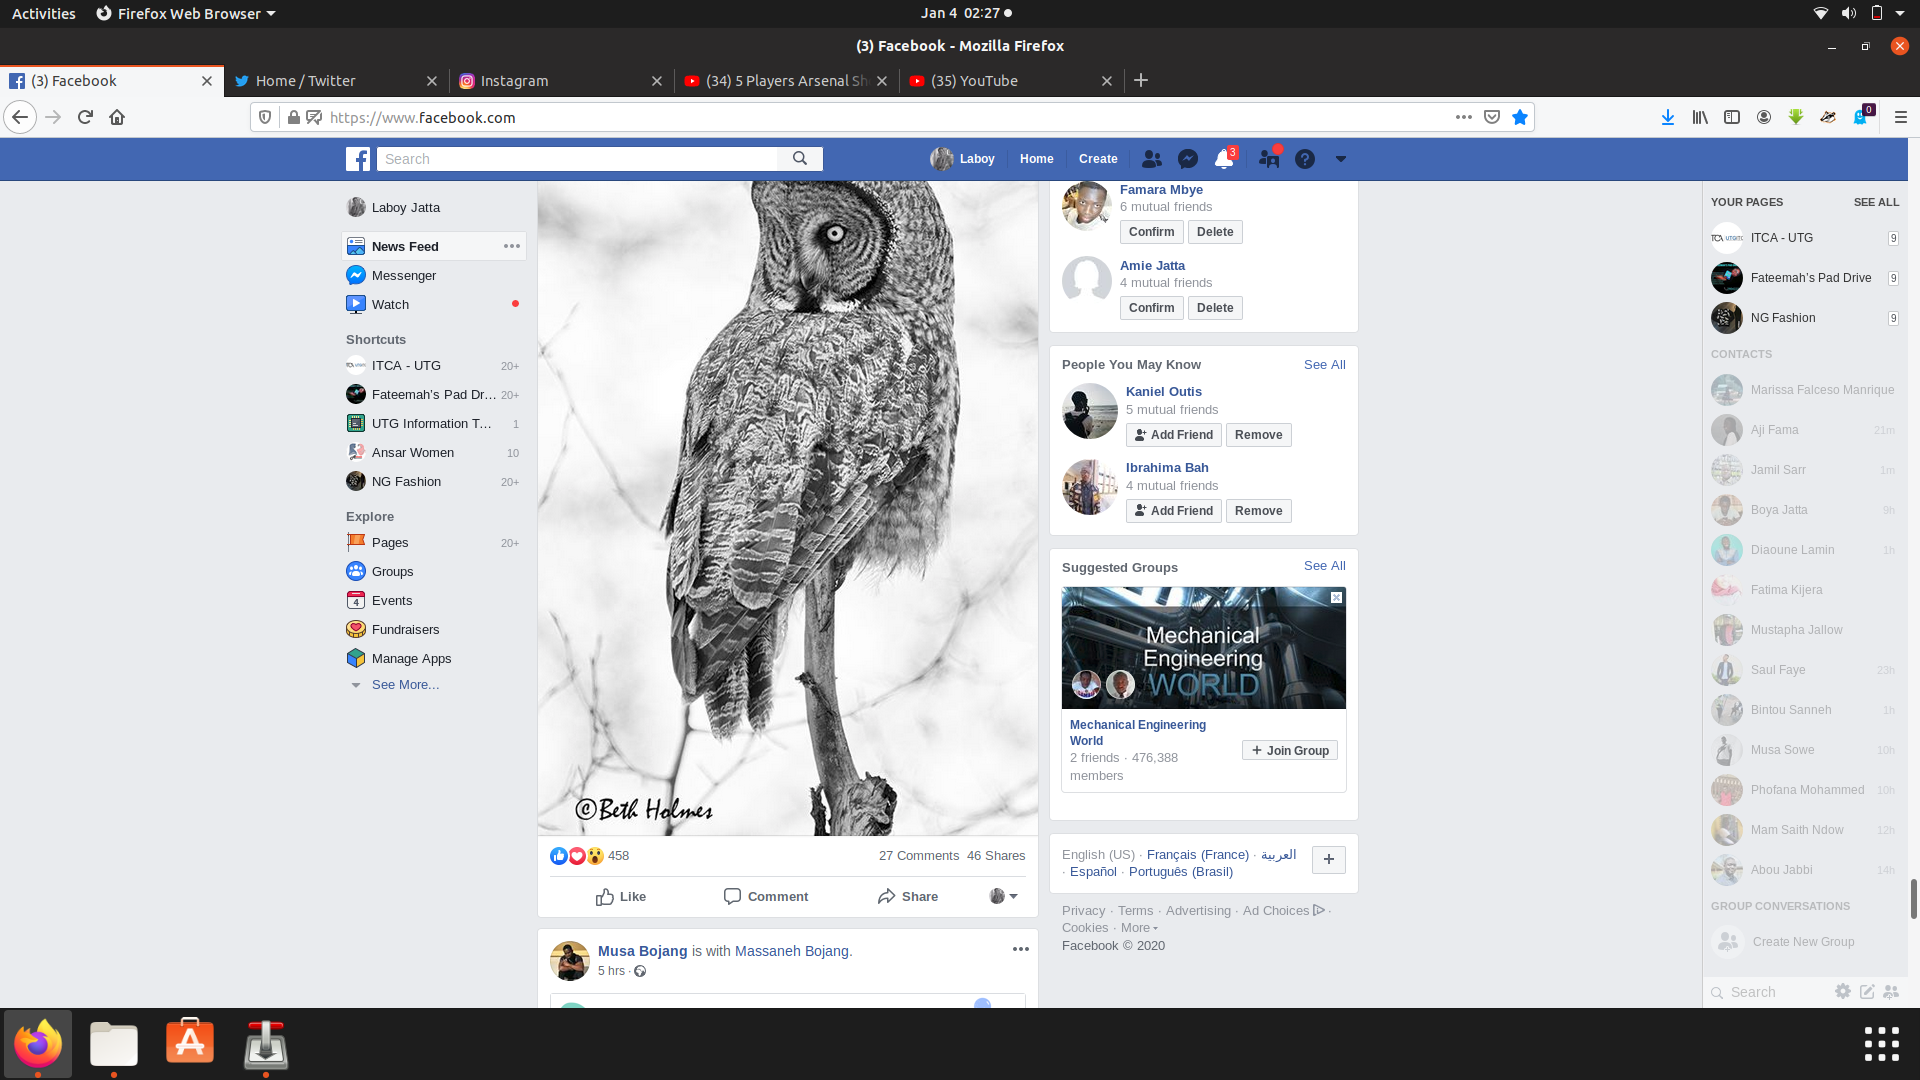 Activities
Firefox Web Browser
Jan 4 02:27
(3) Facebook - Mozilla Firefox
(3) Facebook
Home / Twitter
Instagram
(34) 5 Players Arsenal Sh
(35) YouTube
https://www.facebook.com
0
Search
Laboy
Home
Create
3
Laboy Jatta
News Feed
Messenger
Watch
Shortcuts
ITCA - UTG 20+
Fateemah's Pad Dr... 20+
UTG Information T... 1
Ansar Women 10
NG Fashion 20+
Explore
Pages 20+
Groups
4
Events
Fundraisers
Manage Apps
See More...
©Beth Holmes
458
27 Comments 46 Shares
Like
Comment
Share
Musa Bojang is with Massaneh Bojang.
5 hrs ·
Famara Mbye
6 mutual friends
Confirm Delete
Amie Jatta
4 mutual friends
Confirm Delete
People You May Know See All
Kaniel Outis
5 mutual friends
Add Friend Remove
Ibrahima Bah
4 mutual friends
Add Friend Remove
Suggested Groups See All
Mechanical
Engineering
WORLD
Mechanical Engineering
World
2 friends · 476,388
members
+ Join Group
English (US) · Français (France) · العربية
· Español · Português (Brasil)
+
Privacy · Terms · Advertising · Ad Choices ·
Cookies · More
Facebook © 2020
YOUR PAGES SEE ALL
ITCA - UTG 9
Fateemah's Pad Drive 9
NG Fashion 9
CONTACTS
Marissa Falceso Manrique
Aji Fama 21m
Jamil Sarr 1m
Boya Jatta 9h
Diaoune Lamin 1h
Fatima Kijera
Mustapha Jallow
Saul Faye 23h
Bintou Sanneh 1h
Musa Sowe 10h
Phofana Mohammed 10h
Mam Saith Ndow 12h
Abou Jabbi 14h
GROUP CONVERSATIONS
Create New Group
Search